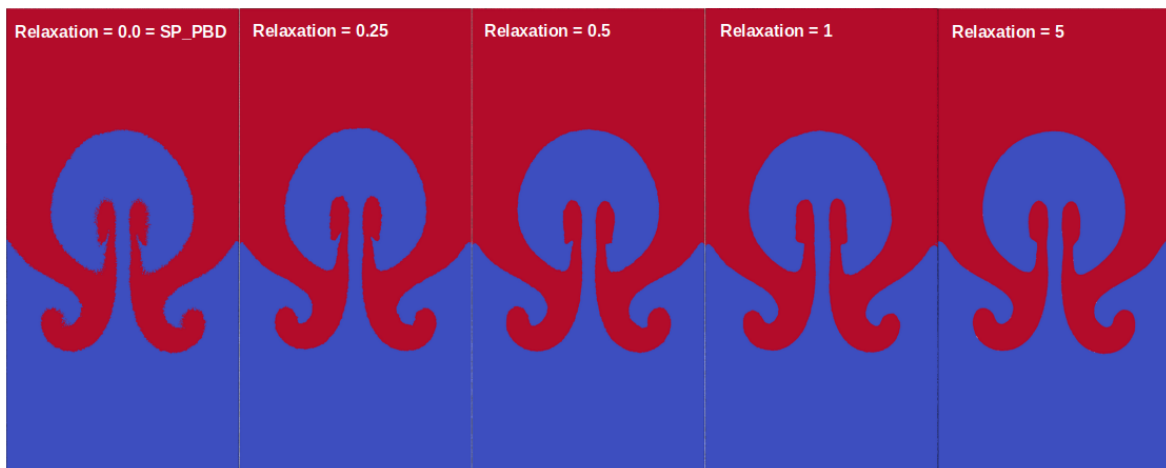 Relaxation = 0.0 = SP_PBD
Relaxation = 0.25
Relaxation = 0.5
Relaxation = 1
Relaxation = 5